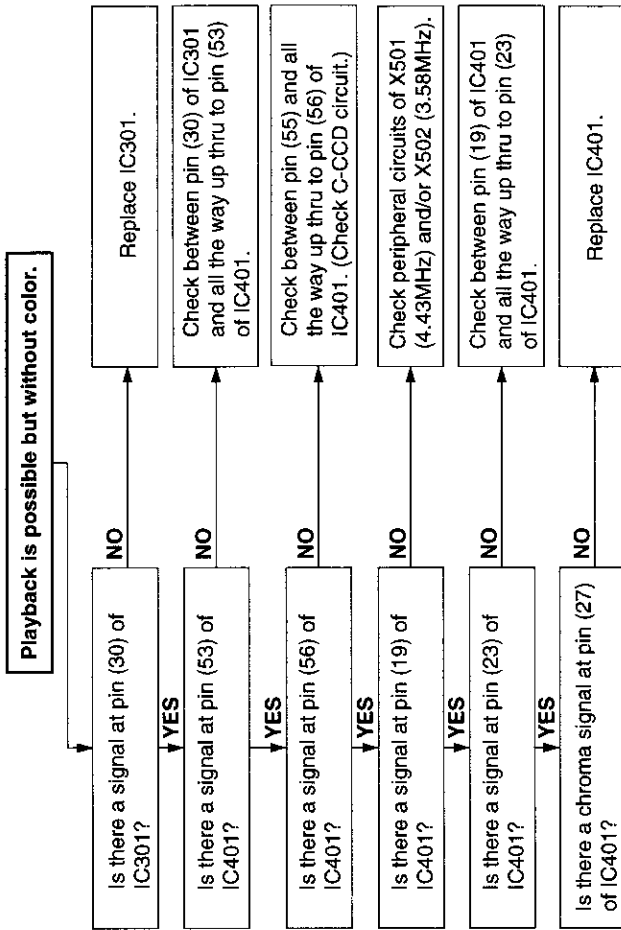 Playback is possible but without color.
Is there a signal at pin (30) of
IC301?
NO
Replace IC301.
YES
Is there a signal at pin (53) of
IC401?
NO
Check between pin (30) of IC301
and all the way up thru to pin (53)
of IC401.
YES
Is there a signal at pin (56) of
IC401?
NO
Check between pin (55) and all
the way up thru to pin (56) of
IC401. (Check C-CCD circuit.)
YES
Is there a signal at pin (19) of
IC401?
NO
Check peripheral circuits of X501
(4.43MHz) and/or X502 (3.58MHz).
YES
Is there a signal at pin (23) of
IC401?
NO
Check between pin (19) of IC401
and all the way up thru to pin (23)
of IC401.
YES
Is there a chroma signal at pin (27)
of IC401?
NO
Replace IC401.